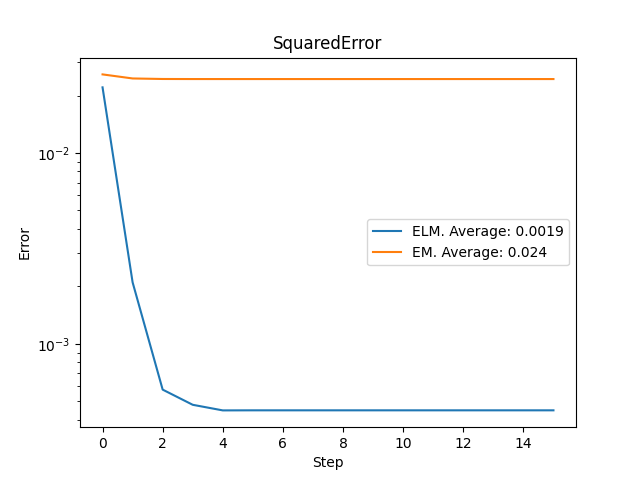 SquaredError
Error
10⁻²
10⁻³
ELM. Average: 0.0019
EM. Average: 0.024
0 2 4 6 8 10 12 14
Step